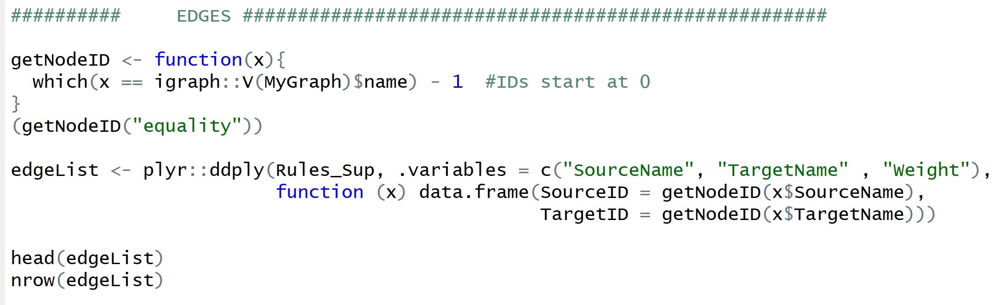 ##########     EDGES #####################################################
getNodeID <- function(x){
  which(x == igraph::V(MyGraph)$name) - 1  #IDs start at 0
}
(getNodeID("equality"))
edgeList <- plyr::ddply(Rules_Sup, .variables = c("SourceName", "TargetName" , "Weight"),
                        function (x) data.frame(SourceID = getNodeID(x$SourceName),
                                                TargetID = getNodeID(x$TargetName)))
head(edgeList)
nrow(edgeList)